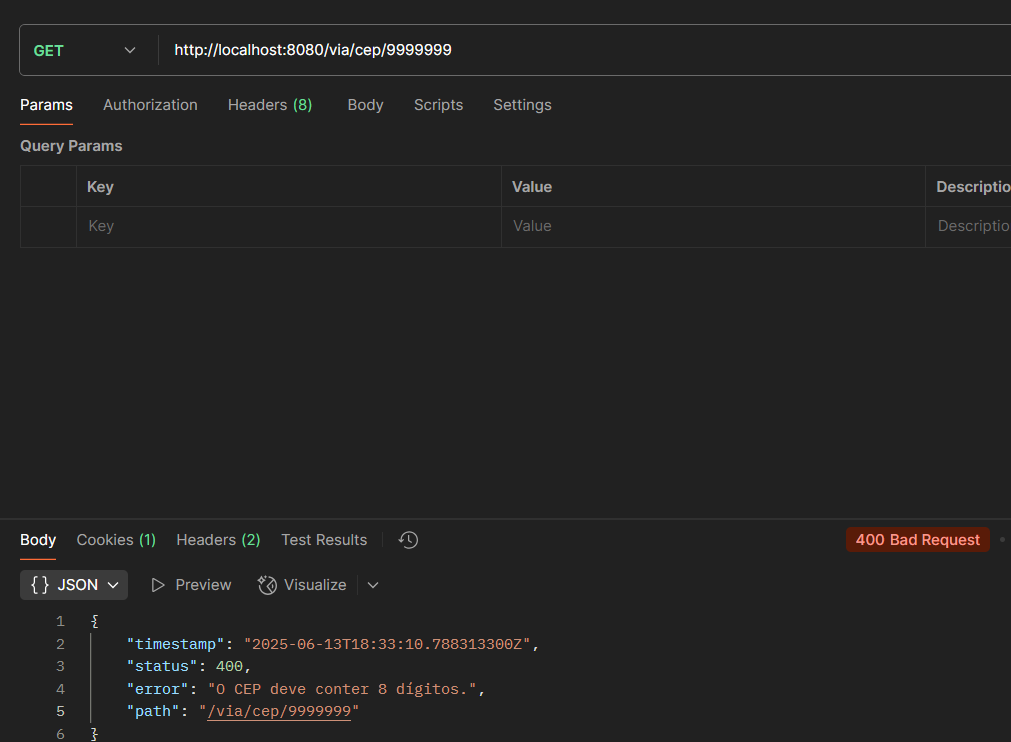 GET http://localhost:8080/via/cep/9999999
Params Authorization Headers (8) Body Scripts Settings
Query Params
Key Value Descriptio
Key Value Descriptio
Body Cookies (1) Headers (2) Test Results 400 Bad Request
{ } JSON Preview Visualize
1 {
2 "timestamp": "2025-06-13T18:33:10.788313300Z",
3 "status": 400,
4 "error": "O CEP deve conter 8 dígitos.",
5 "path": "/via/cep/9999999"
6 }